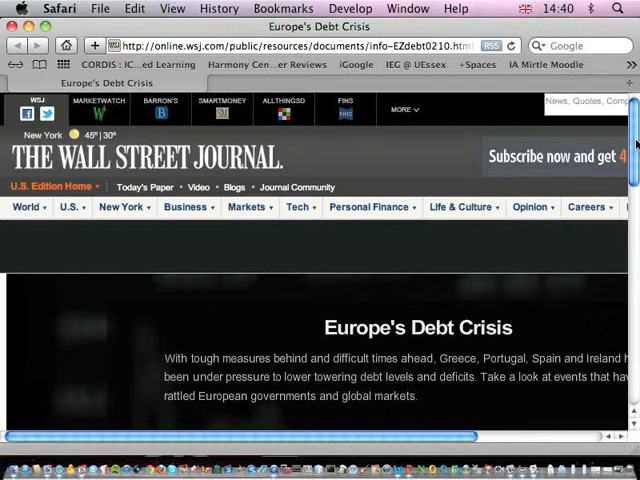 Safari File Edit View History Bookmarks Develop Window Help 14:40
Europe's Debt Crisis
http://online.wsj.com/public/resources/documents/info-EZdebt0210.html RSS Google
CORDIS : IC...ed Learning Harmony Cen...er Reviews iGoogle IEG @ UEssex +Spaces IA Mirtle Moodle
Europe's Debt Crisis
WSJ MARKETWATCH BARRON'S SMARTMONEY ALLTHINGSD FINS MORE
News, Quotes, Comp
New York 45° | 30°
THE WALL STREET JOURNAL.
Subscribe now and get 4
U.S. Edition Home Today's Paper • Video • Blogs • Journal Community
World U.S. New York Business Markets Tech Personal Finance Life & Culture Opinion Careers
Europe's Debt Crisis
With tough measures behind and difficult times ahead, Greece, Portugal, Spain and Ireland h
been under pressure to lower towering debt levels and deficits. Take a look at events that hav
rattled European governments and global markets.